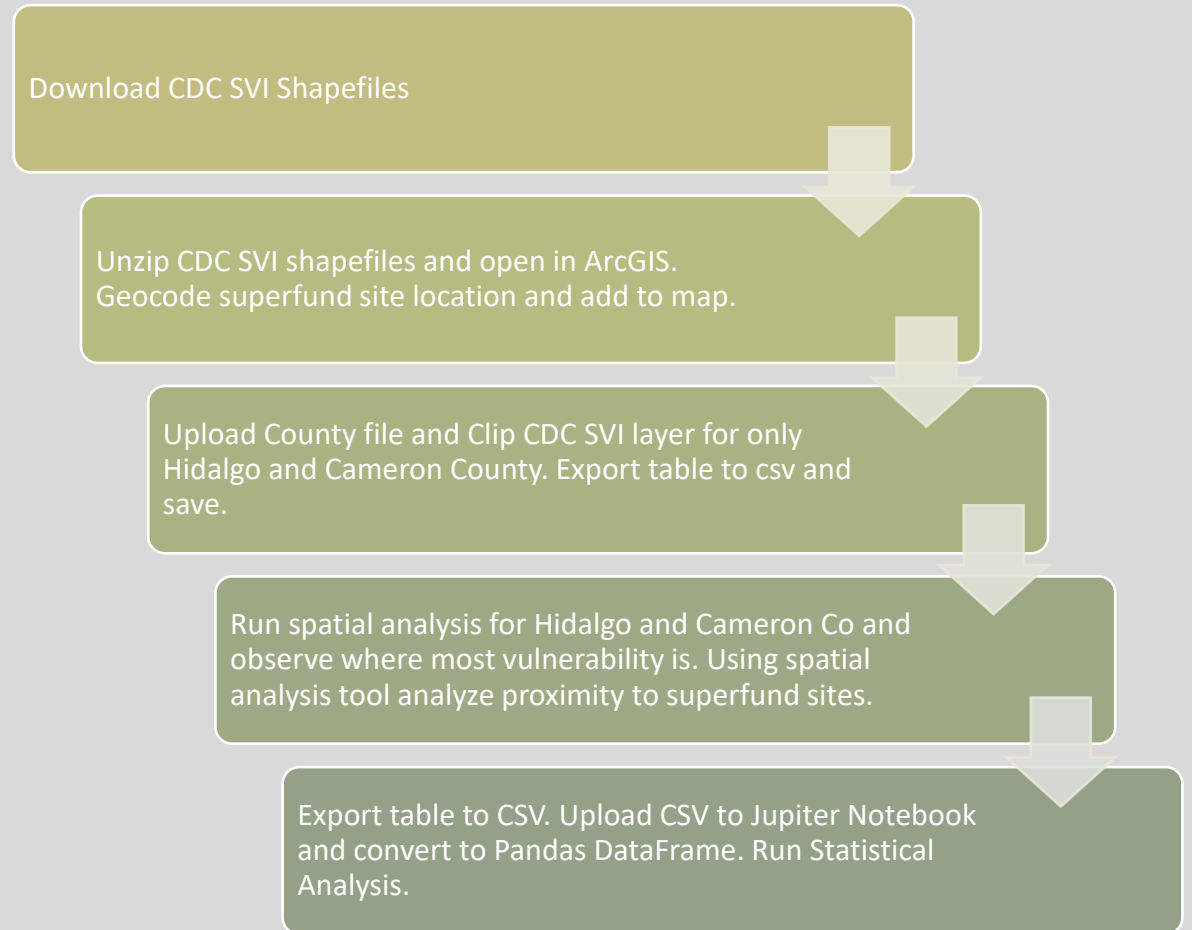 Download CDC SVI Shapefiles
Unzip CDC SVI shapefiles and open in ArcGIS.
Geocode superfund site location and add to map.
Upload County file and Clip CDC SVI layer for only
Hidalgo and Cameron County. Export table to csv and
save.
Run spatial analysis for Hidalgo and Cameron Co and
observe where most vulnerability is. Using spatial
analysis tool analyze proximity to superfund sites.
Export table to CSV. Upload CSV to Jupiter Notebook
and convert to Pandas DataFrame. Run Statistical
Analysis.